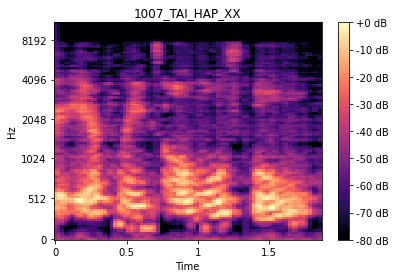 1007_TAI_HAP_XX
+0 dB
8192
-10 dB
4096
-20 dB
-30 dB
Hz
2048
-40 dB
1024
-50 dB
-60 dB
512
-70 dB
0
-80 dB
0
0.5
1
1.5
Time